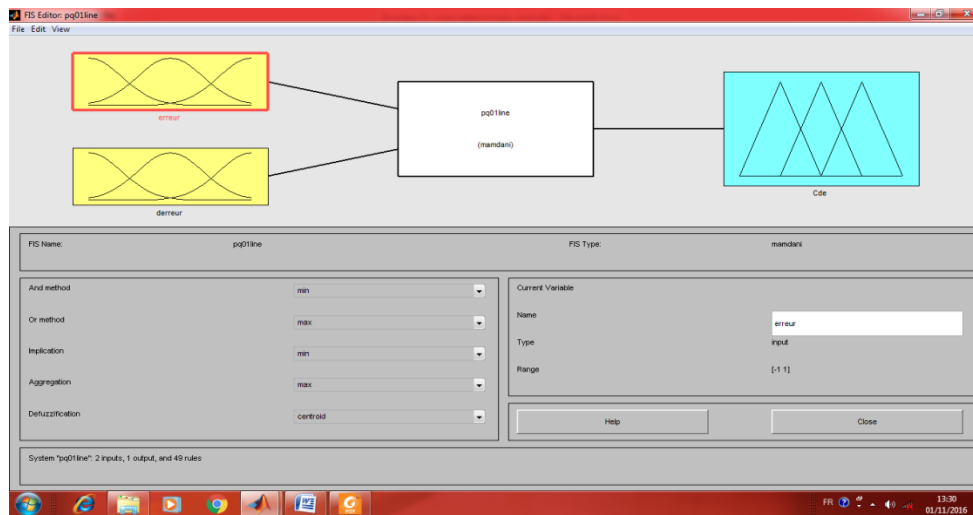 FIS Editor: pq01line
File Edit View
erreur
derreur
pq01line
(mamdani)
Cde
FIS Name: pq01line FIS Type: mamdani
And method min
Or method max
Implication min
Aggregation max
Defuzzification centroid
Current Variable
Name erreur
Type input
Range [-1 1]
Help Close
System "pq01line": 2 inputs, 1 output, and 49 rules
FR
13:30
01/11/2016